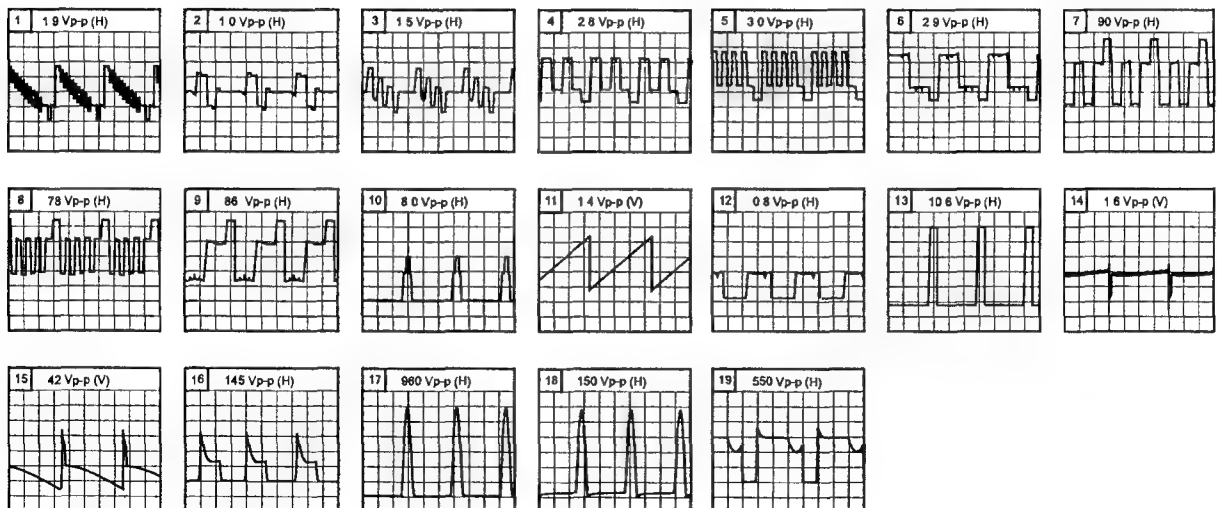 1 1 9 Vp-p (H)
2 1 0 Vp-p (H)
3 1 5 Vp-p (H)
4 2 8 Vp-p (H)
5 3 0 Vp-p (H)
6 2 9 Vp-p (H)
7 90 Vp-p (H)
8 78 Vp-p (H)
9 86 Vp-p (H)
10 8 0 Vp-p (H)
11 1 4 Vp-p (V)
12 0 8 Vp-p (H)
13 10 6 Vp-p (H)
14 1 6 Vp-p (V)
15 42 Vp-p (V)
16 145 Vp-p (H)
17 960 Vp-p (H)
18 150 Vp-p (H)
19 550 Vp-p (H)